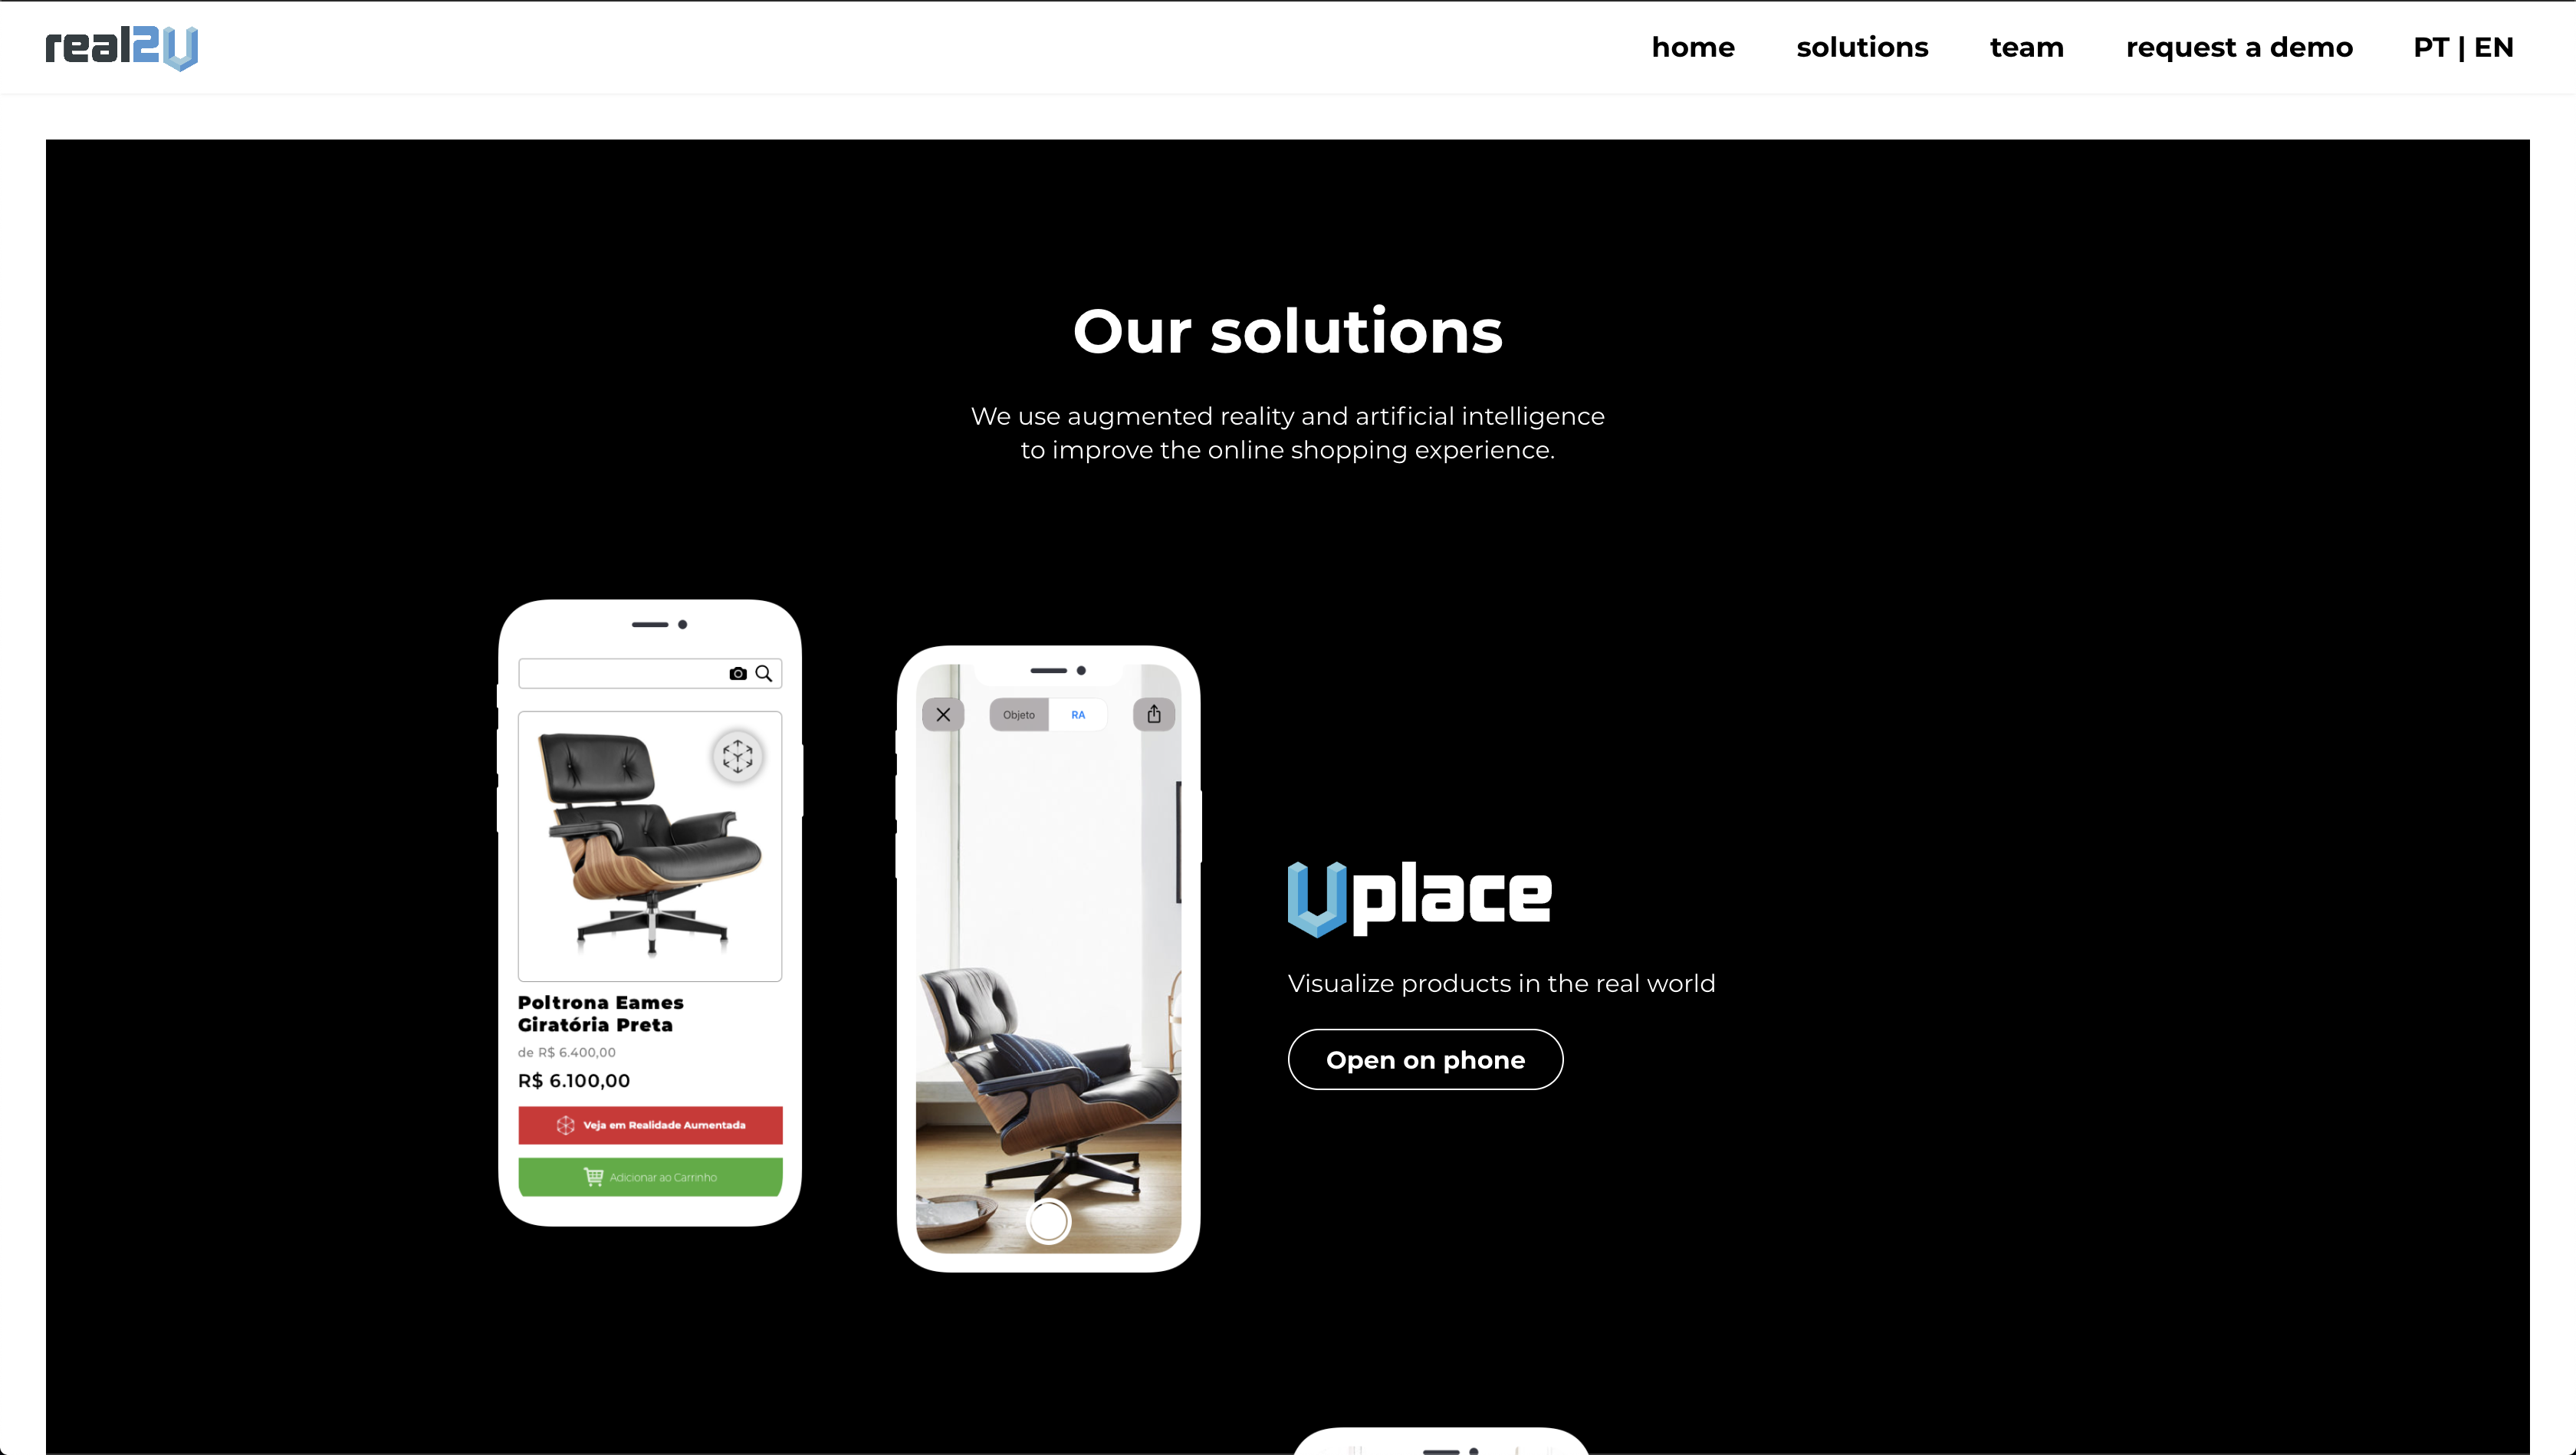 real2U
home
solutions
team
request a demo
PT | EN
Our solutions
We use augmented reality and artificial intelligence
to improve the online shopping experience.
Poltrona Eames
Giratória Preta
de R$ 6.400,00
R$ 6.100,00
Veja em Realidade Aumentada
Adicionar ao Carrinho
Objeto
RA
Uplace
Visualize products in the real world
Open on phone